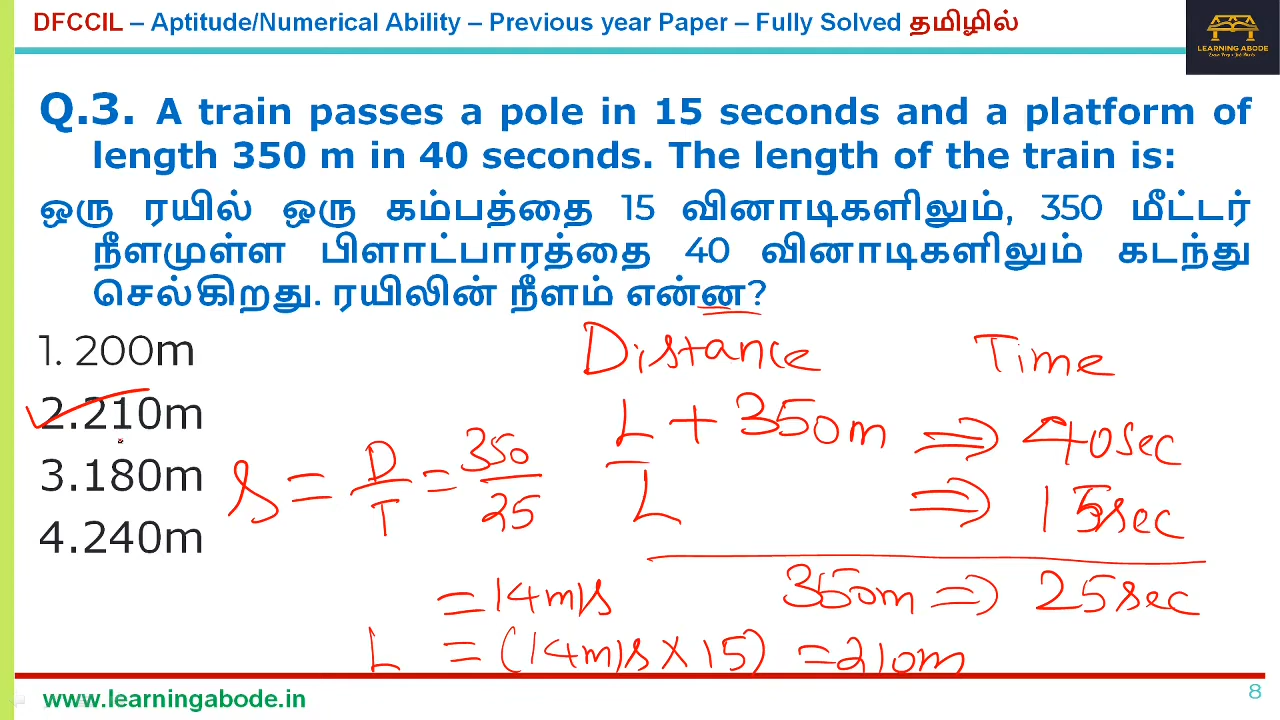 DFCCIL – Aptitude/Numerical Ability – Previous year Paper – Fully Solved தமிழில்
LEARNING ABODE
Q.3. A train passes a pole in 15 seconds and a platform of
length 350 m in 40 seconds. The length of the train is:
ஒரு ரயில் ஒரு கம்பத்தை 15 வினாடிகளிலும், 350 மீட்டர்
நீளமுள்ள பிளாட்பாரத்தை 40 வினாடிகளிலும் கடந்து
செல்கிறது. ரயிலின் நீளம் என்ன?
1. 200m
2.210m
3.180m
4.240m
Distance Time
L + 350m ⇒ 40sec
L ⇒ 15sec
350m ⇒ 25sec
S = D/T = 350/25
= 14m/s
L = (14m/s × 15) = 210m
www.learningabode.in
8